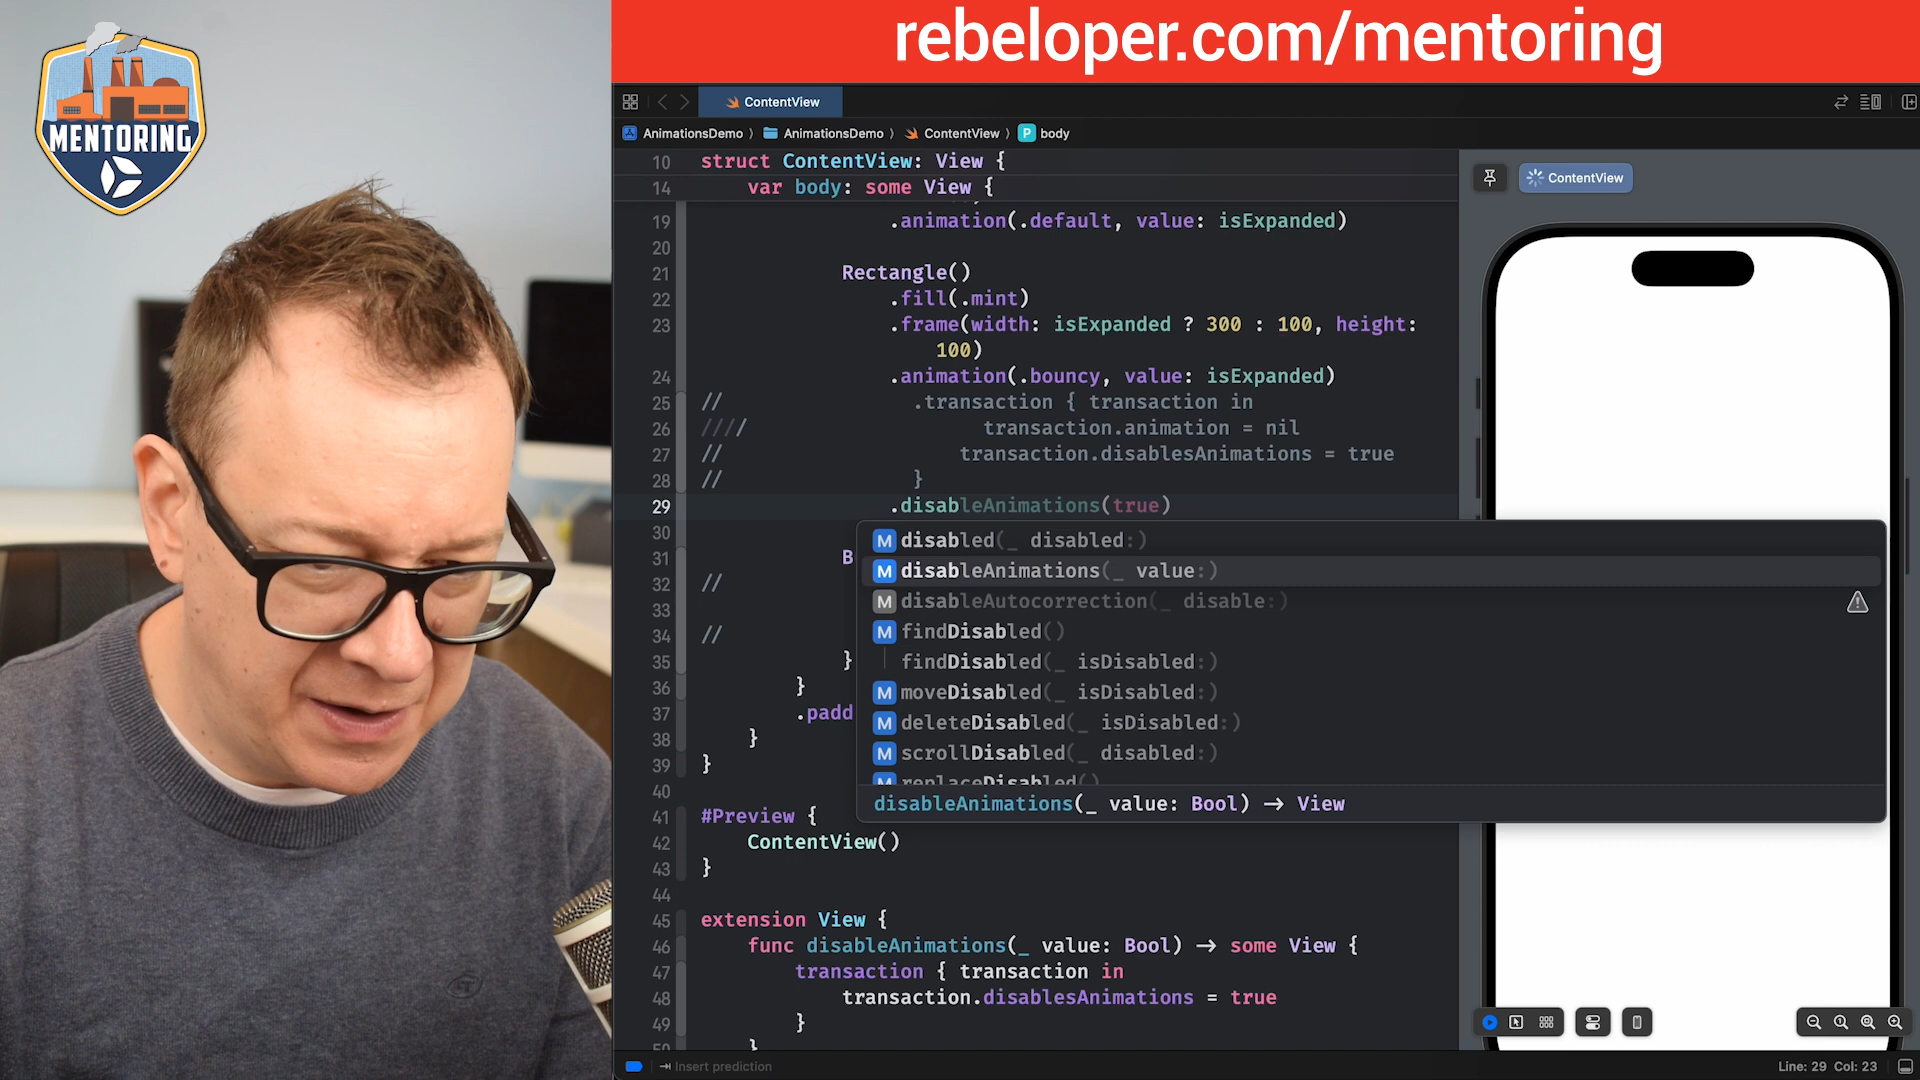 rebeloper.com/mentoring
MENTORING
ContentView
AnimationsDemo ⟩ AnimationsDemo ⟩ ContentView ⟩ P body
10 struct ContentView: View {
14 var body: some View {
19 .animation(.default, value: isExpanded)
20
21 Rectangle()
22 .fill(.mint)
23 .frame(width: isExpanded ? 300 : 100, height:
100)
24 .animation(.bouncy, value: isExpanded)
25 // .transaction { transaction in
26 //// transaction.animation = nil
27 // transaction.disablesAnimations = true
28 // }
29 .disableAnimations(true)
30
M disabled(_ disabled:)
31 B
M disableAnimations(_ value:)
32 //
M disableAutocorrection(_ disable:)
33
M findDisabled()
34 //
findDisabled(_ isDisabled:)
35 }
M moveDisabled(_ isDisabled:)
36 }
37 .padd
M deleteDisabled(_ isDisabled:)
38 }
M scrollDisabled(_ disabled:)
39 }
M replaceDisabled()
40
disableAnimations(_ value: Bool) -> View
41 #Preview {
42 ContentView()
43 }
44
45 extension View {
46 func disableAnimations(_ value: Bool) -> some View {
47 transaction { transaction in
48 transaction.disablesAnimations = true
49 }
50 }
ContentView
Insert prediction
Line: 29 Col: 23